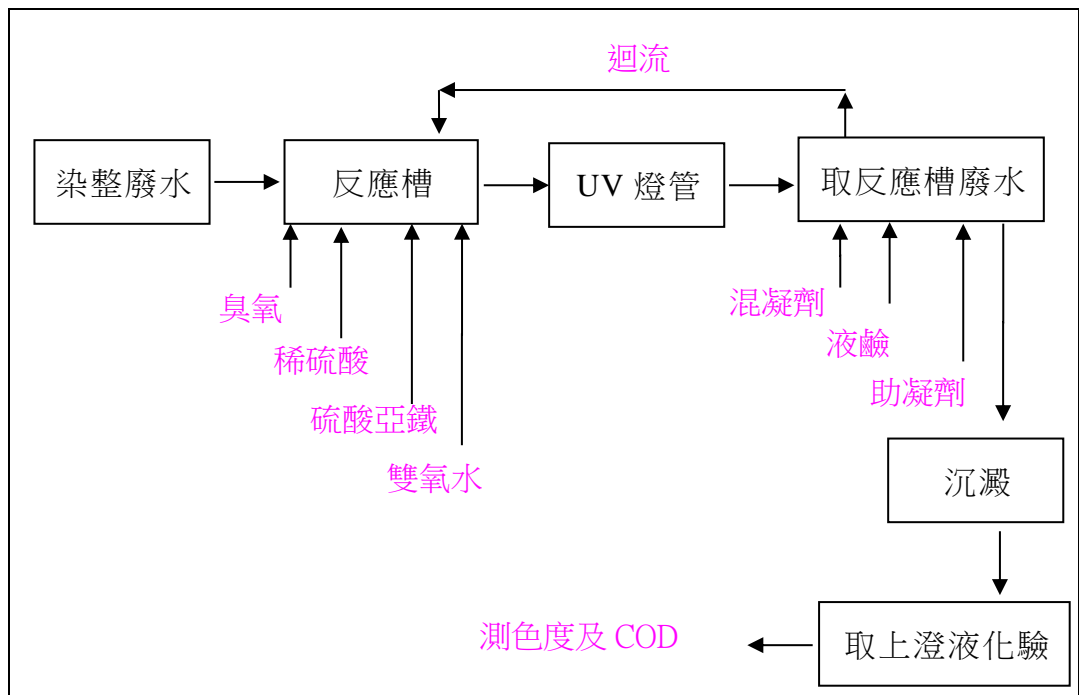 迴流
染整廢水
反應槽
UV 燈管
取反應槽廢水
臭氧
稀硫酸
硫酸亞鐵
雙氧水
混凝劑
液鹼
助凝劑
沉澱
測色度及 COD
取上澄液化驗